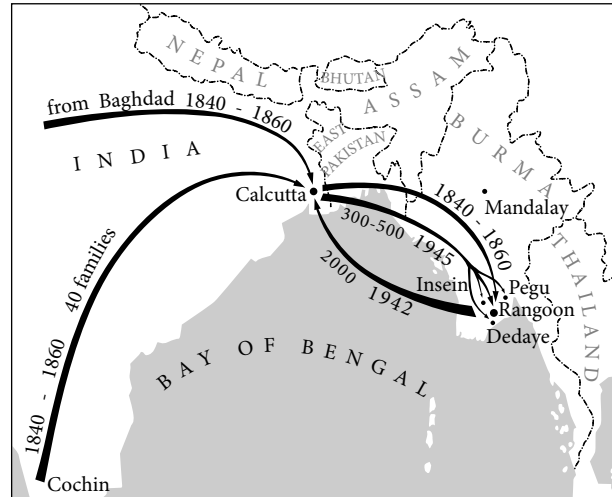 NEPAL
BHUTAN
ASSAM
from Baghdad 1840 - 1860
EAST
PAKISTAN
BURMA
INDIA
Calcutta
1840 - 1860
Mandalay
300-500 1945
THAILAND
40 families
2000 1942
Insein
Pegu
Rangoon
Dedaye
BAY OF BENGAL
1840 - 1860
Cochin